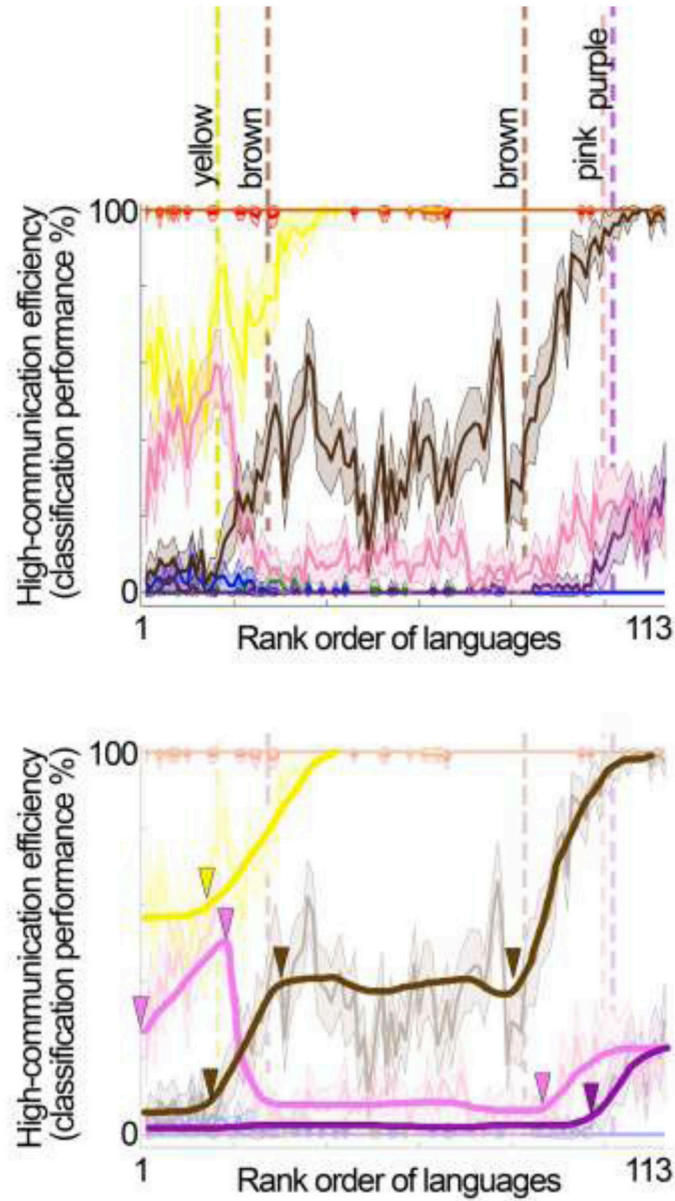 yellow
brown
brown
pink
purple
High-communication efficiency
(classification performance %)
100
0
1
Rank order of languages
113
High-communication efficiency
(classification performance %)
100
0
1
Rank order of languages
113